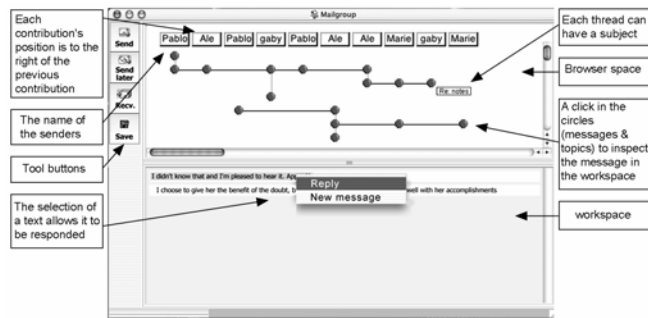 Each
contribution's
position is to the
right of the
previous
contribution
The name of
the senders
Tool buttons
The selection of
a text allows it to
be responded
Mailgroup
Send
Send
later
Recv.
Save
Pablo Ale Pablo gaby Pablo Ale Ale Marie gaby Marie
Re: notes
I didn't know that and I'm pleased to hear it.
I choose to give her the benefit of the doubt, well with her accomplishments
Reply
New message
Each thread can
have a subject
Browser space
A click in the
circles
(messages &
topics) to inspect
the message in
the workspace
workspace